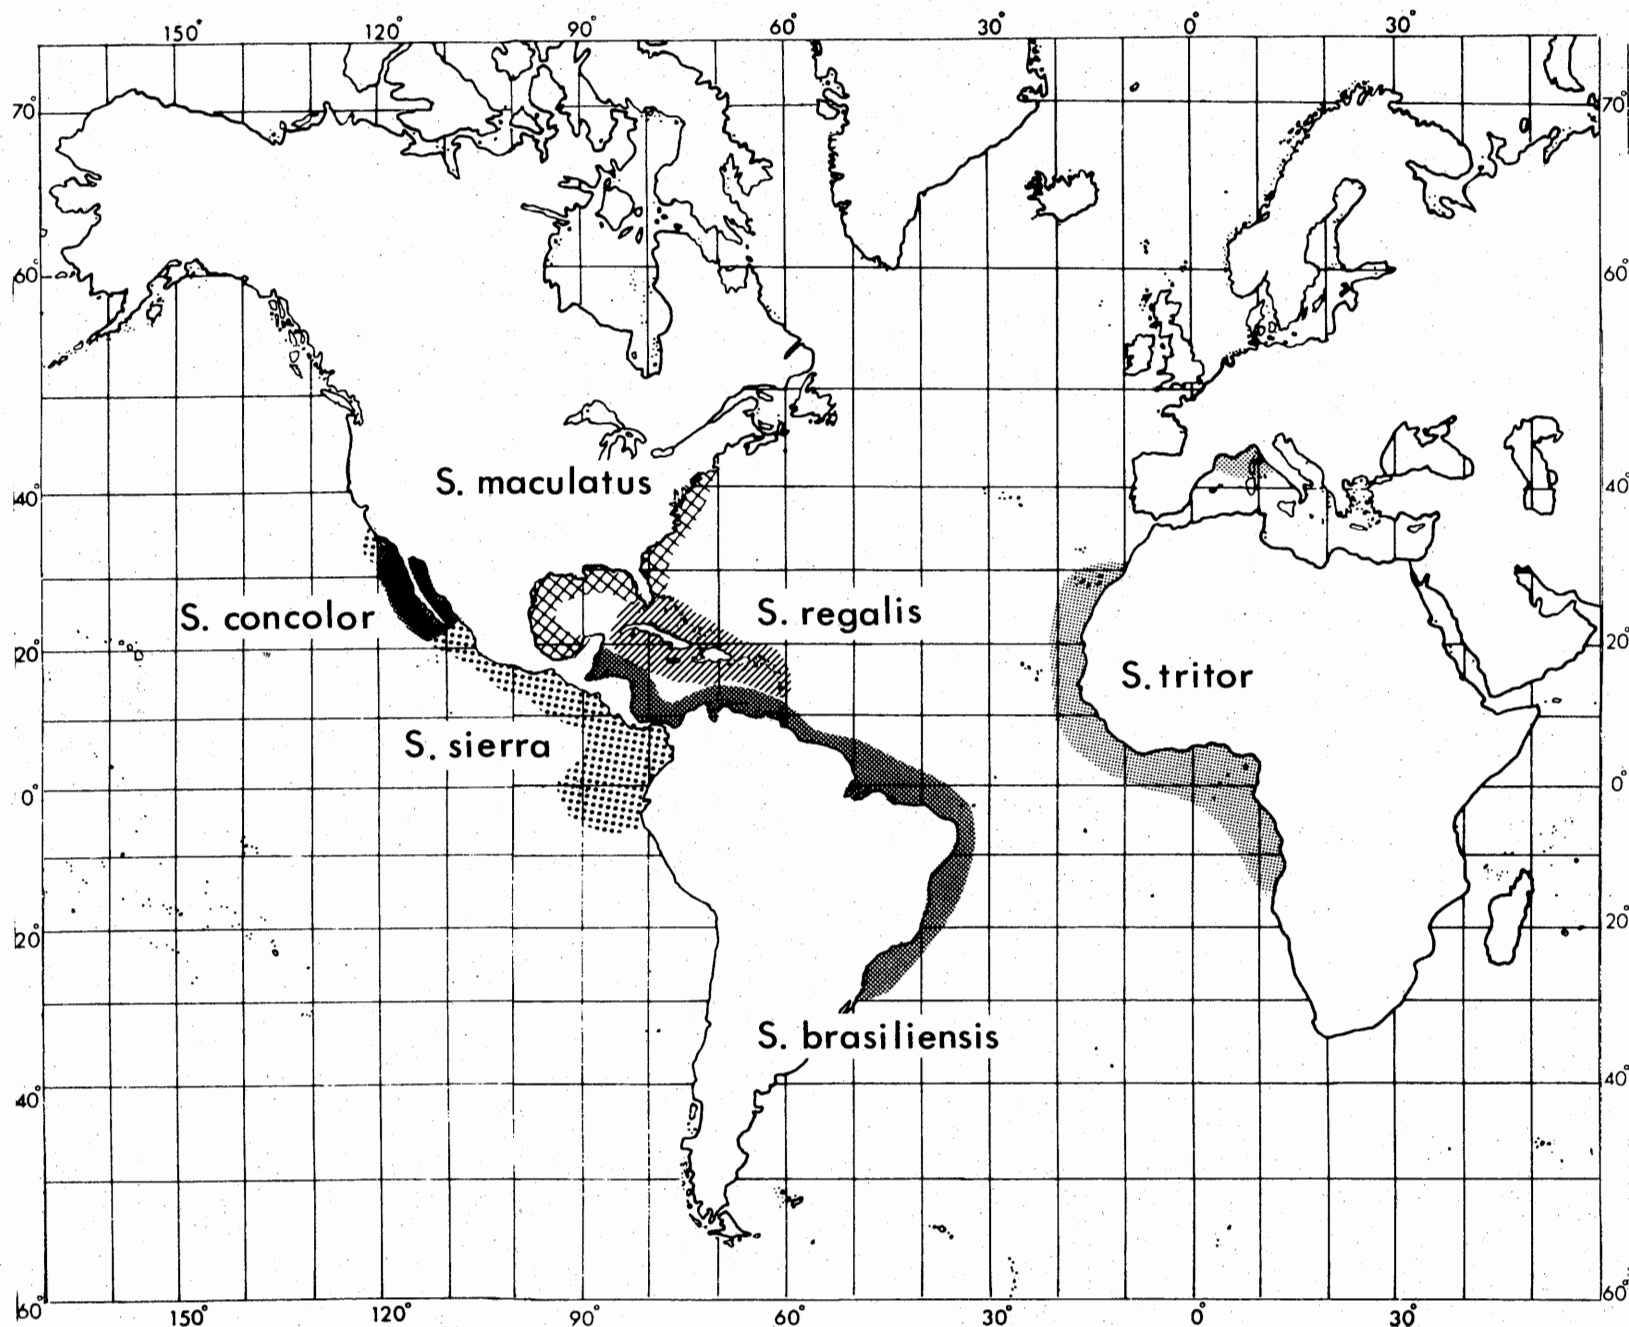 150° 120° 90° 60° 30° 0° 30°
70° 70°
60° 60°
S. maculatus
40° 40°
S. concolor S. regalis
20° 20°
S. tritor
S. sierra
0° 0°
20° 20°
S. brasiliensis
40° 40°
60° 60°
150° 120° 90° 60° 30° 0° 30°